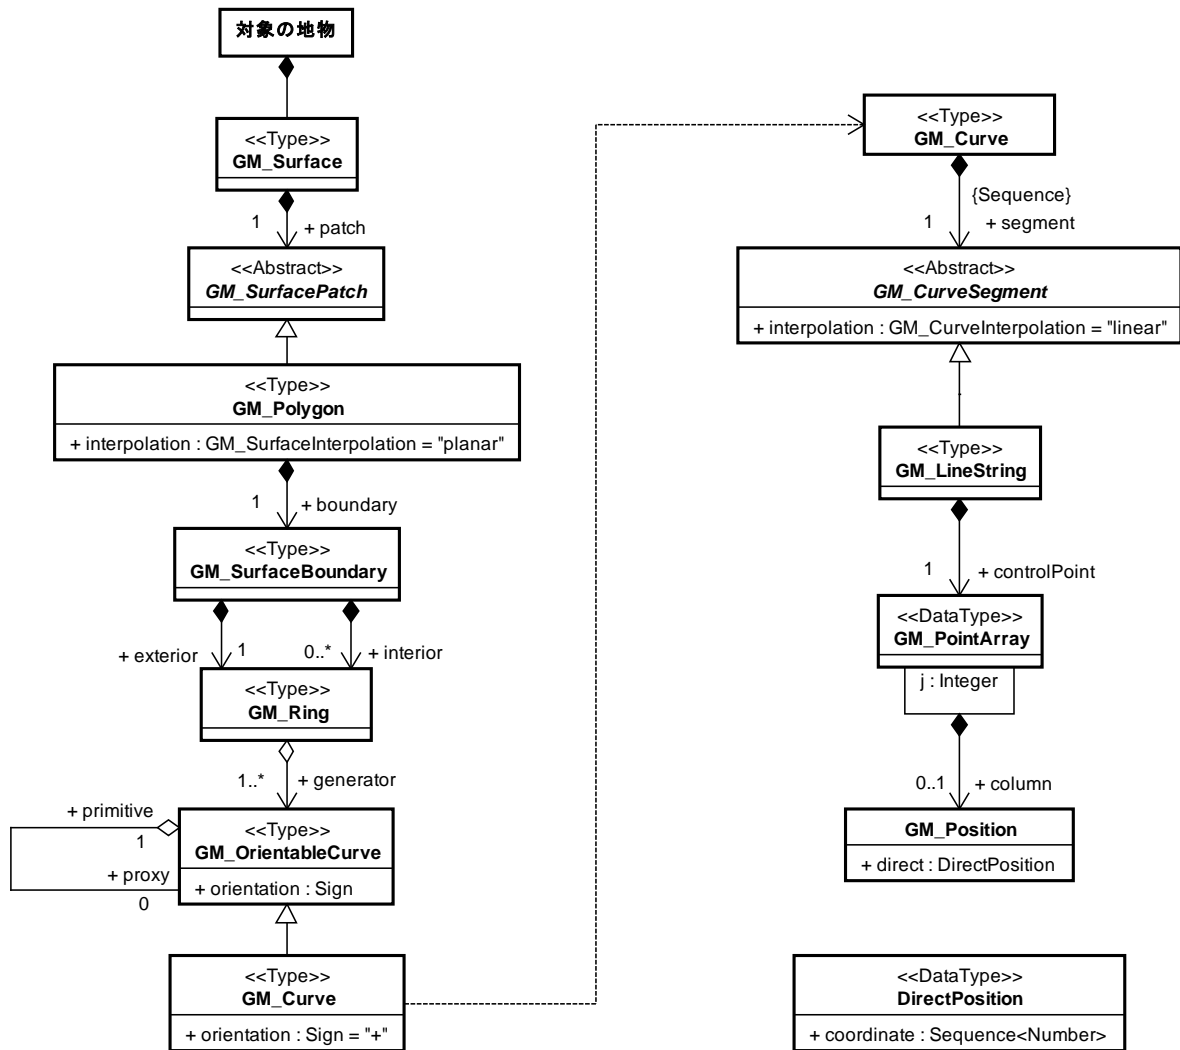 対象の地物
<<Type>>
GM_Surface
1
+ patch
<<Abstract>>
GM_SurfacePatch
<<Type>>
GM_Polygon
+ interpolation : GM_SurfaceInterpolation = "planar"
1
+ boundary
<<Type>>
GM_SurfaceBoundary
+ exterior
1
0..*
+ interior
<<Type>>
GM_Ring
1..*
+ generator
+ primitive
1
+ proxy
0
<<Type>>
GM_OrientableCurve
+ orientation : Sign
<<Type>>
GM_Curve
+ orientation : Sign = "+"
<<Type>>
GM_Curve
{Sequence}
1
+ segment
<<Abstract>>
GM_CurveSegment
+ interpolation : GM_CurveInterpolation = "linear"
<<Type>>
GM_LineString
1
+ controlPoint
<<DataType>>
GM_PointArray
j : Integer
0..1
+ column
GM_Position
+ direct : DirectPosition
<<DataType>>
DirectPosition
+ coordinate : Sequence<Number>